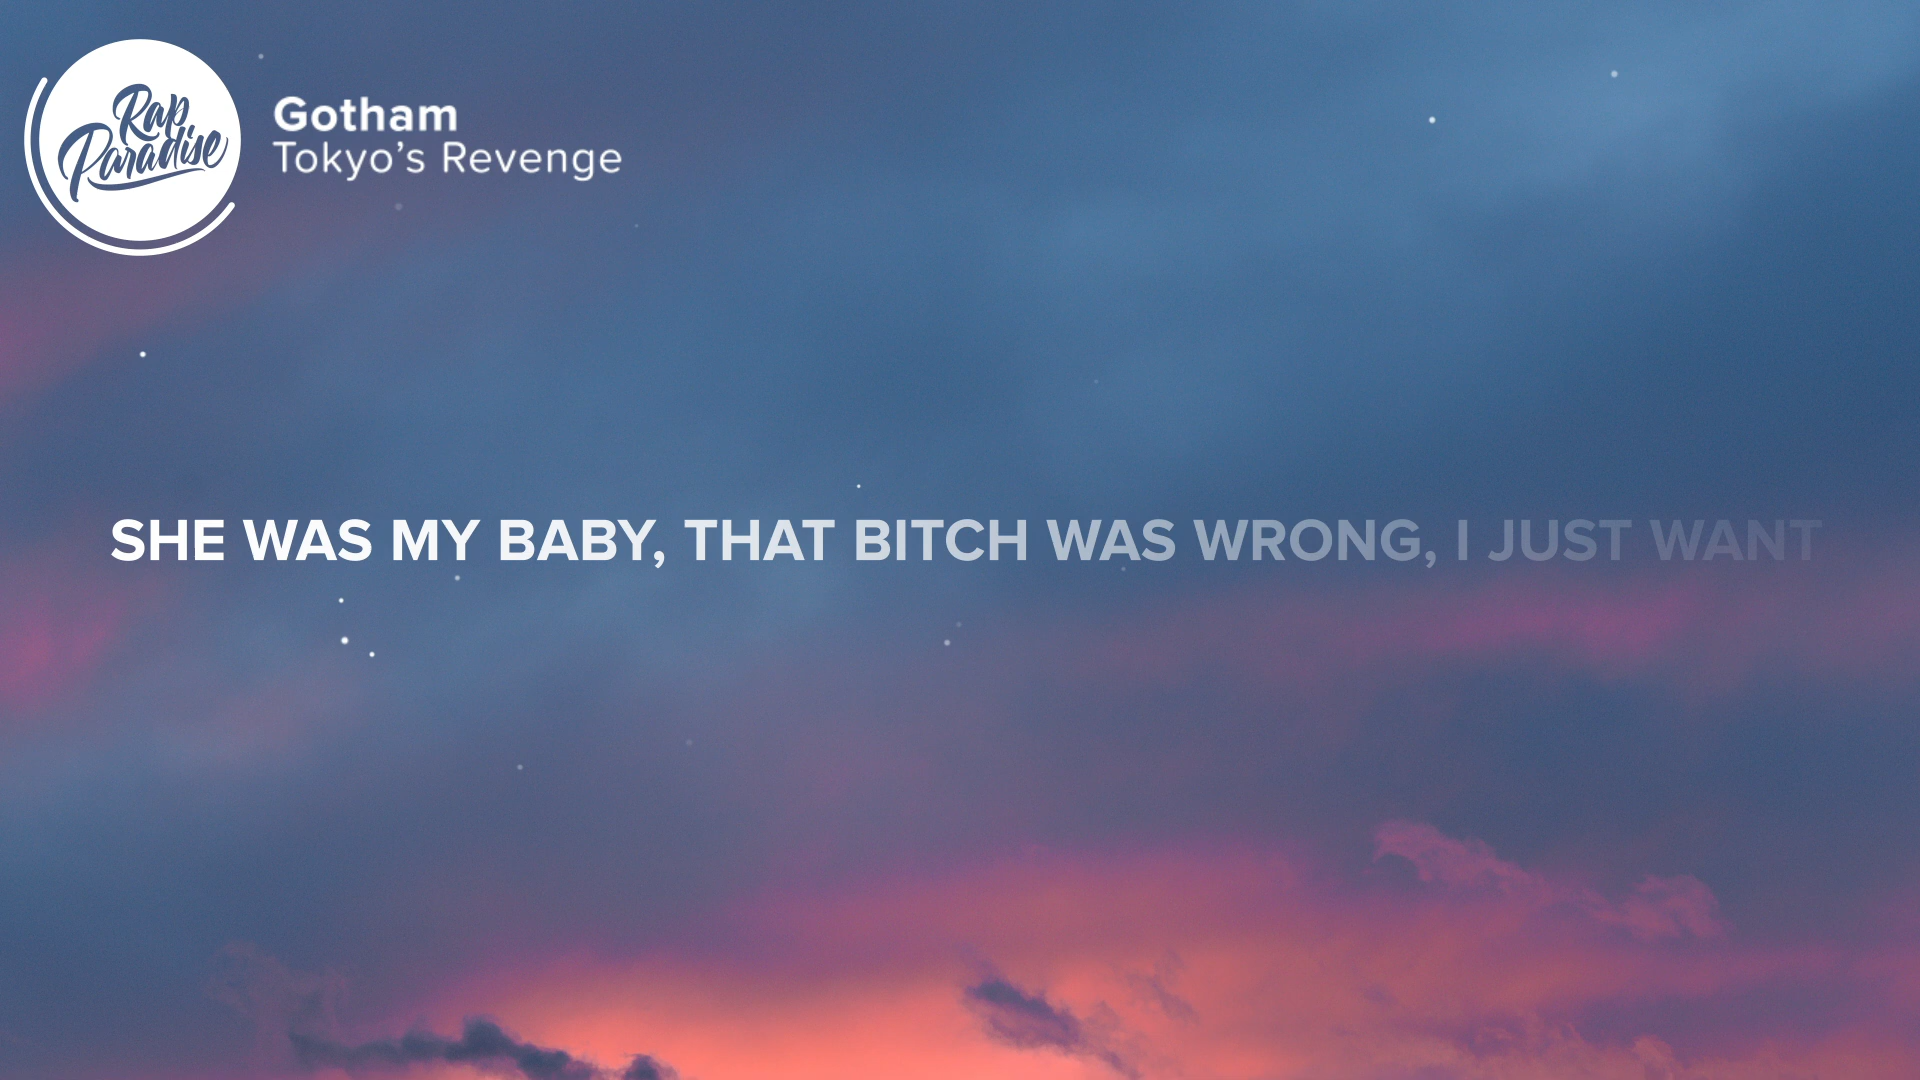 Rap
Paradise
Gotham
Tokyo’s Revenge
SHE WAS MY BABY, THAT BITCH WAS WRONG, I JUST WANT